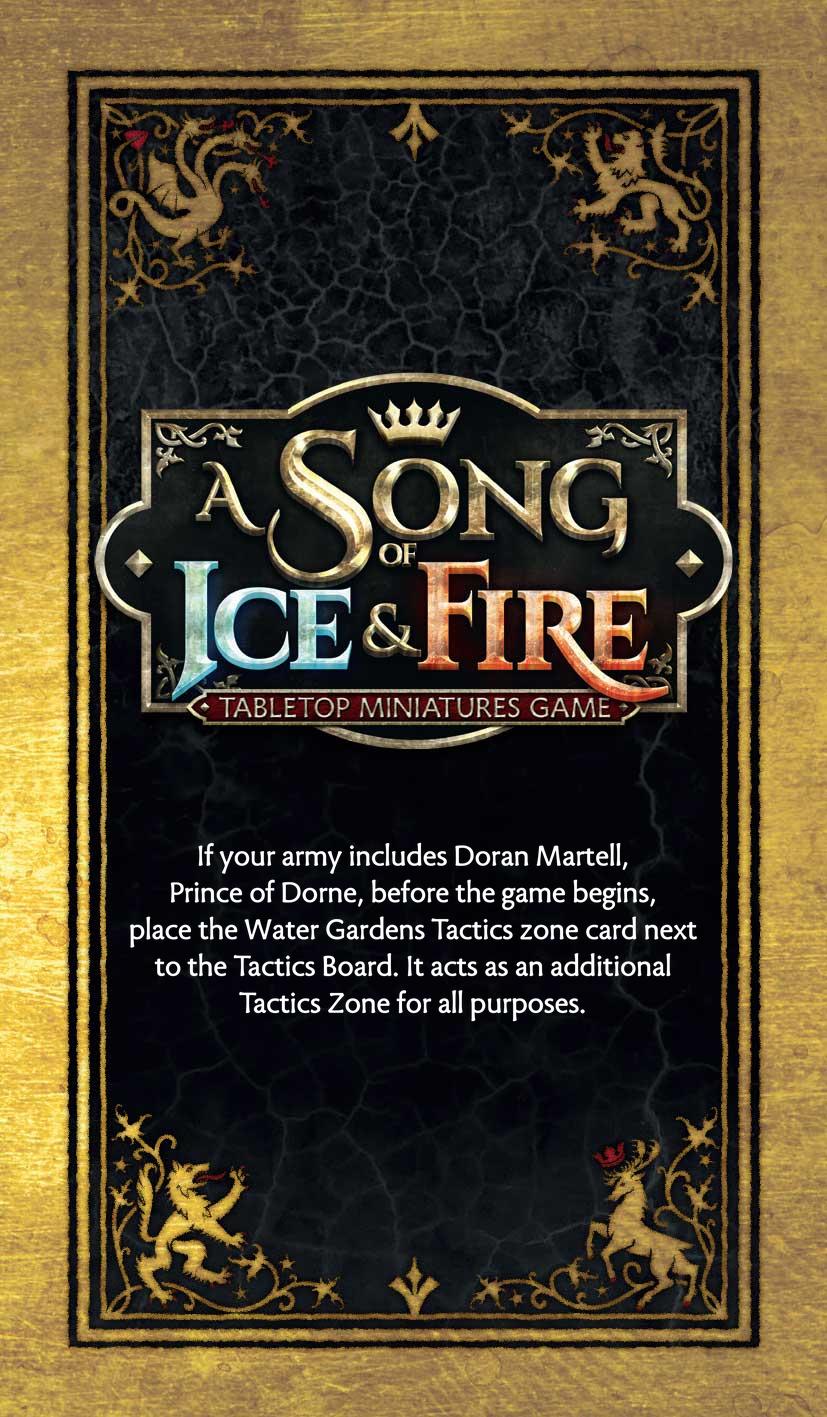 A SONG
OF
ICE & FIRE
TABLETOP MINIATURES GAME
If your army includes Doran Martell,
Prince of Dorne, before the game begins,
place the Water Gardens Tactics zone card next
to the Tactics Board. It acts as an additional
Tactics Zone for all purposes.